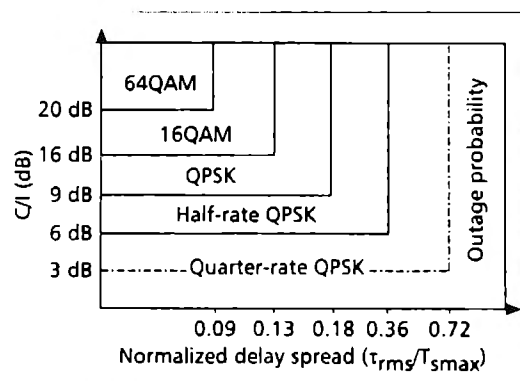 64QAM
20 dB
16QAM
16 dB
QPSK
9 dB
Half-rate QPSK
6 dB
Quarter-rate QPSK
3 dB
C/I (dB)
Outage probability
0.09 0.13 0.18 0.36 0.72
Normalized delay spread (τrms/Tsmax)